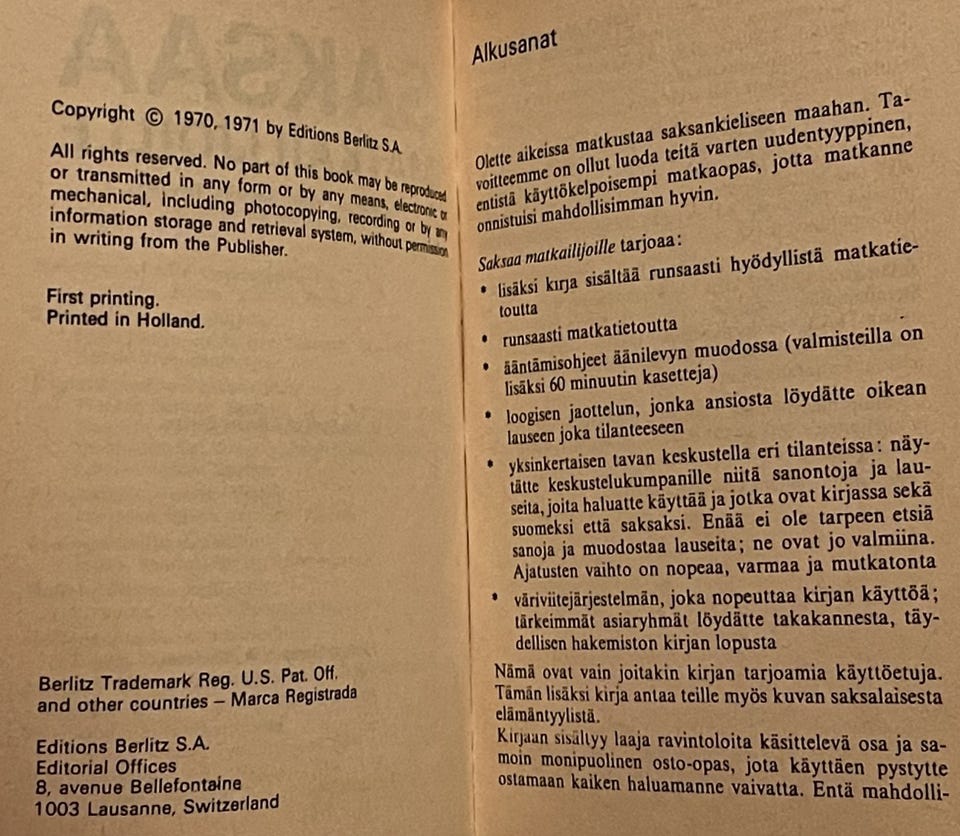 Copyright © 1970, 1971 by Editions Berlitz S.A.
All rights reserved. No part of this book may be reproduced
or transmitted in any form or by any means, electronic or
mechanical, including photocopying, recording or by any
information storage and retrieval system, without permission
in writing from the Publisher.
First printing.
Printed in Holland.
Berlitz Trademark Reg. U.S. Pat. Off.
and other countries – Marca Registrada
Editions Berlitz S.A.
Editorial Offices
8, avenue Bellefontaine
1003 Lausanne, Switzerland
Alkusanat
Olette aikeissa matkustaa saksankieliseen maahan. Ta-
voitteemme on ollut luoda teitä varten uudentyyppinen,
entistä käyttökelpoisempi matkaopas, jotta matkanne
onnistuisi mahdollisimman hyvin.
Saksaa matkailijoille tarjoaa:
* lisäksi kirja sisältää runsaasti hyödyllistä matkatie-
toutta
* runsaasti matkatietoutta
* ääntämisohjeet äänilevyn muodossa (valmisteilla on
lisäksi 60 minuutin kasetteja)
* loogisen jaottelun, jonka ansiosta löydätte oikean
lauseen joka tilanteeseen
* yksinkertaisen tavan keskustella eri tilanteissa: näy-
tätte keskustelukumpanille niitä sanontoja ja lau-
seita, joita haluatte käyttää ja jotka ovat kirjassa sekä
suomeksi että saksaksi. Enää ei ole tarpeen etsiä
sanoja ja muodostaa lauseita; ne ovat jo valmiina.
Ajatusten vaihto on nopeaa, varmaa ja mutkatonta
* väriviitejärjestelmän, joka nopeuttaa kirjan käyttöä;
tärkeimmät asiaryhmät löydätte takakannesta, täy-
dellisen hakemiston kirjan lopusta
Nämä ovat vain joitakin kirjan tarjoamia käyttöetuja.
Tämän lisäksi kirja antaa teille myös kuvan saksalaisesta
elämäntyylistä.
Kirjaan sisältyy laaja ravintoloita käsittelevä osa ja sa-
moin monipuolinen osto-opas, jota käyttäen pystytte
ostamaan kaiken haluamanne vaivatta. Entä mahdolli-